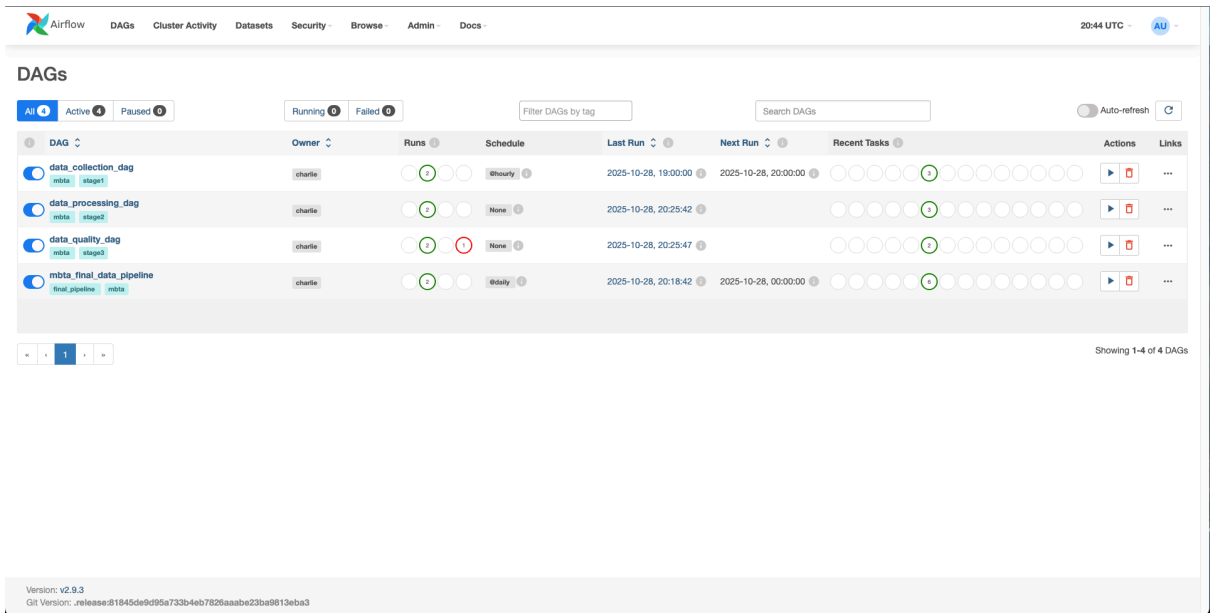 Airflow DAGs Cluster Activity Datasets Security Browse Admin Docs 20:44 UTC AU
DAGs
All 4 Active 4 Paused 0 Running 0 Failed 0 Filter DAGs by tag Search DAGs Auto-refresh
DAG Owner Runs Schedule Last Run Next Run Recent Tasks Actions Links
data_collection_dag
mbta stage1
charlie 2 @hourly 2025-10-28, 19:00:00 2025-10-28, 20:00:00 3
data_processing_dag
mbta stage2
charlie 2 None 2025-10-28, 20:25:42 3
data_quality_dag
mbta stage3
charlie 2 1 None 2025-10-28, 20:25:47 2
mbta_final_data_pipeline
final_pipeline mbta
charlie 2 @daily 2025-10-28, 20:18:42 2025-10-28, 00:00:00 6
« ‹ 1 › » Showing 1-4 of 4 DAGs
Version: v2.9.3
Git Version: .release:81845de9d95a733b4eb7826aaabe23ba9813eba3